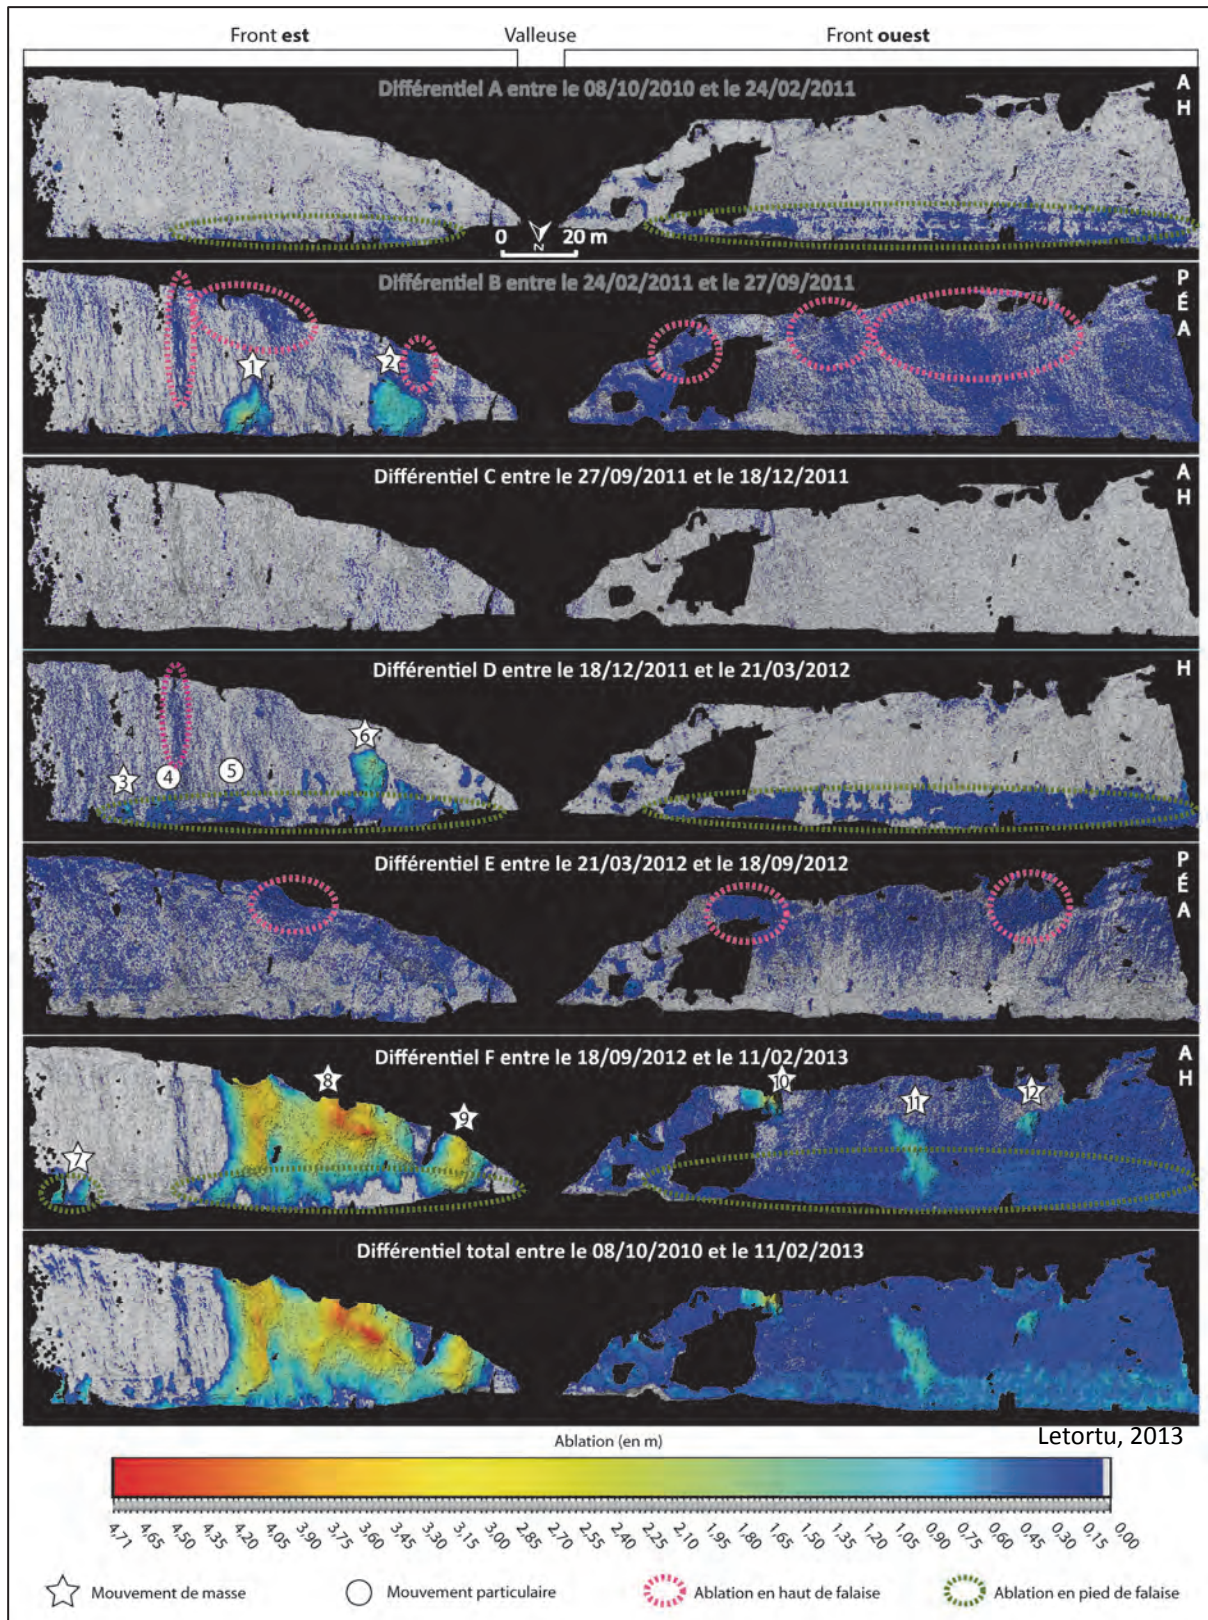 Front est
Valleuse
Front ouest
Différentiel A entre le 08/10/2010 et le 24/02/2011
A
H
N
0 20 m
Différentiel B entre le 24/02/2011 et le 27/09/2011
P
É
A
1
2
Différentiel C entre le 27/09/2011 et le 18/12/2011
A
H
Différentiel D entre le 18/12/2011 et le 21/03/2012
H
4
6
3
4
5
Différentiel E entre le 21/03/2012 et le 18/09/2012
P
É
A
Différentiel F entre le 18/09/2012 et le 11/02/2013
A
H
8
10
12
11
9
7
Différentiel total entre le 08/10/2010 et le 11/02/2013
Letortu, 2013
Ablation (en m)
4,71 4,65 4,50 4,35 4,20 4,05 3,90 3,75 3,60 3,45 3,30 3,15 3,00 2,85 2,70 2,55 2,40 2,25 2,10 1,95 1,80 1,65 1,50 1,35 1,20 1,05 0,90 0,75 0,60 0,45 0,30 0,15 0,00
Mouvement de masse
Mouvement particulaire
Ablation en haut de falaise
Ablation en pied de falaise